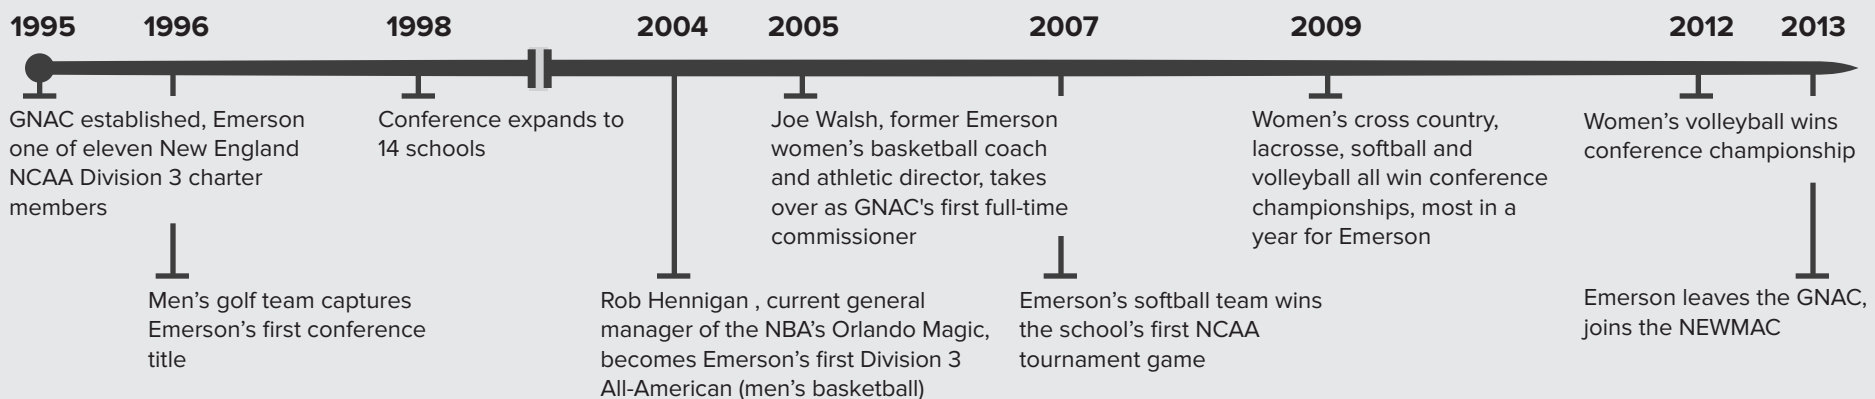 1995 1996 1998 2004 2005 2007 2009 2012 2013
GNAC established, Emerson
one of eleven New England
NCAA Division 3 charter
members
Men’s golf team captures
Emerson’s first conference
title
Conference expands to
14 schools
Rob Hennigan , current general
manager of the NBA’s Orlando Magic,
becomes Emerson’s first Division 3
All-American (men’s basketball)
Joe Walsh, former Emerson
women’s basketball coach
and athletic director, takes
over as GNAC's first full-time
commissioner
Emerson’s softball team wins
the school’s first NCAA
tournament game
Women’s cross country,
lacrosse, softball and
volleyball all win conference
championships, most in a
year for Emerson
Women’s volleyball wins
conference championship
Emerson leaves the GNAC,
joins the NEWMAC